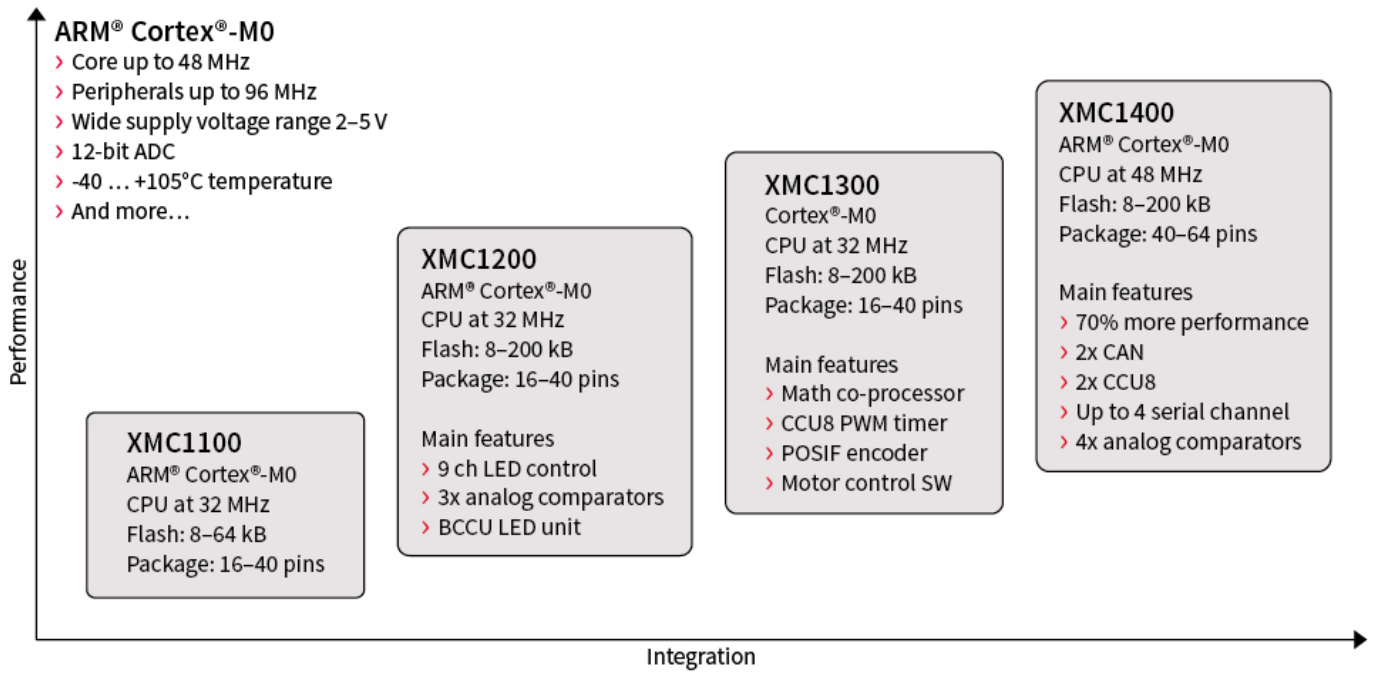 ARM® Cortex®-M0
› Core up to 48 MHz
› Peripherals up to 96 MHz
› Wide supply voltage range 2–5 V
› 12-bit ADC
› -40 … +105°C temperature
› And more…
Performance
XMC1100
ARM® Cortex®-M0
CPU at 32 MHz
Flash: 8–64 kB
Package: 16–40 pins
XMC1200
ARM® Cortex®-M0
CPU at 32 MHz
Flash: 8–200 kB
Package: 16–40 pins
Main features
› 9 ch LED control
› 3x analog comparators
› BCCU LED unit
XMC1300
Cortex®-M0
CPU at 32 MHz
Flash: 8–200 kB
Package: 16–40 pins
Main features
› Math co-processor
› CCU8 PWM timer
› POSIF encoder
› Motor control SW
XMC1400
ARM® Cortex®-M0
CPU at 48 MHz
Flash: 8–200 kB
Package: 40–64 pins
Main features
› 70% more performance
› 2x CAN
› 2x CCU8
› Up to 4 serial channel
› 4x analog comparators
Integration